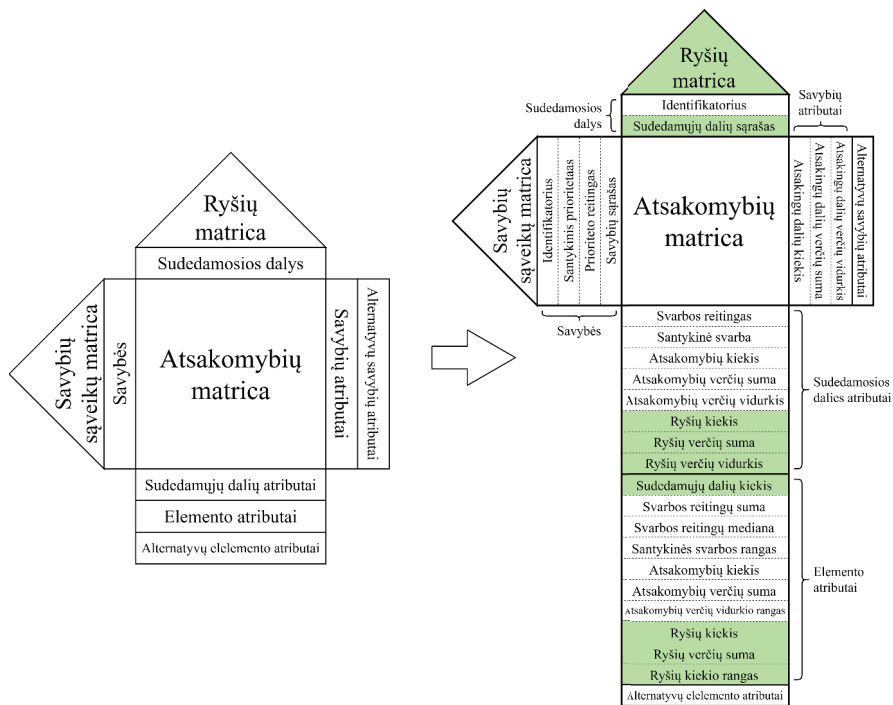 Ryšių
matrica
Sudedamosios dalys
Savybių
sąveikų matrica
Savybės
Atsakomybių
matrica
Savybių atributai
Alternatyvų savybių atributai
Sudedamųjų dalių atributai
Elemento atributai
Alternatyvų elelemento atributai
Ryšių
matrica
Sudedamosios
dalys
Identifikatorius
Sudedamųjų dalių sąrašas
Savybių
atributai
Savybių
sąveikų matrica
Identifikatorius
Santykinis prioritetaas
Prioriteto reitingas
Savybių sąrašas
Atsakomybių
matrica
Atsakingų dalių kiekis
Atsakingų dalių verčių suma
Atsakingų dalių verčių vidurkis
Alternatyvų savybių atributai
Savybės
Svarbos reitingas
Santykinė svarba
Atsakomybių kiekis
Atsakomybių verčių suma
Atsakomybių verčių vidurkis
Ryšių kiekis
Ryšių verčių suma
Ryšių verčių vidurkis
Sudedamosios
dalies atributai
Sudedamųjų dalių kiekis
Svarbos reitingų suma
Svarbos reitingų mediana
Santykinės svarbos rangas
Atsakomybių kiekis
Atsakomybių verčių suma
Atsakomybių verčių vidurkio rangas
Ryšių kiekis
Ryšių verčių suma
Ryšių kiekio rangas
Elemento
atributai
Alternatyvų elelemento atributai